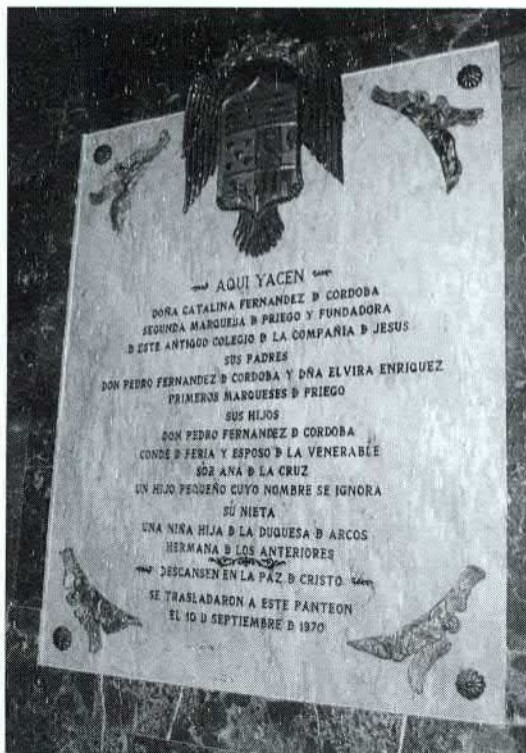 AQUI YACEN
DOÑA CATALINA FERNANDEZ D CORDOBA
SEGUNDA MARQUESA D PRIEGO Y FUNDADORA
D ESTE ANTIGUO COLEGIO D LA COMPAÑIA D JESUS
SUS PADRES
DON PEDRO FERNANDEZ D CORDOBA Y DÑA ELVIRA ENRIQUEZ
PRIMEROS MARQUESES D PRIEGO
SUS HIJOS
DON PEDRO FERNANDEZ D CORDOBA
CONDE D FERIA Y ESPOSO D LA VENERABLE
SOR ANA D LA CRUZ
UN HIJO PEQUEÑO CUYO NOMBRE SE IGNORA
SU NIETA
UNA NIÑA HIJA D LA DUQUESA D ARCOS
HERMANA D LOS ANTERIORES
DESCANSEN EN LA PAZ D CRISTO
SE TRASLADARON A ESTE PANTEON
EL 10 D SEPTIEMBRE D 1970